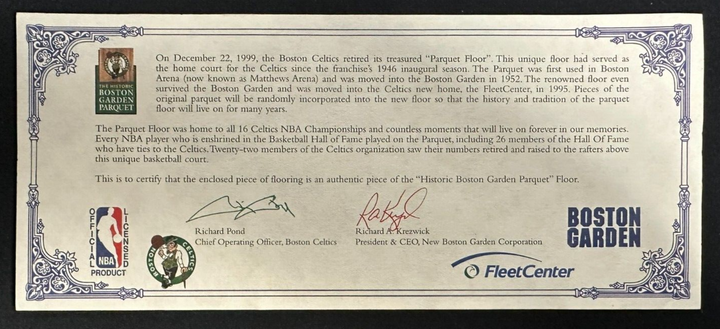 THE HISTORIC
BOSTON
GARDEN
PARQUET
On December 22, 1999, the Boston Celtics retired its treasured "Parquet Floor". This unique floor had served as
the home court for the Celtics since the franchise's 1946 inaugural season. The Parquet was first used in Boston
Arena (now known as Matthews Arena) and was moved into the Boston Garden in 1952. The renowned floor even
survived the Boston Garden and was moved into the Celtics new home, the FleetCenter, in 1995. Pieces of the
original parquet will be randomly incorporated into the new floor so that the history and tradition of the parquet
floor will live on for many years.
The Parquet Floor was home to all 16 Celtics NBA Championships and countless moments that will live on forever in our memories.
Every NBA player who is enshrined in the Basketball Hall of Fame played on the Parquet, including 26 members of the Hall Of Fame
who have ties to the Celtics. Twenty-two members of the Celtics organization saw their numbers retired and raised to the rafters above
this unique basketball court.
This is to certify that the enclosed piece of flooring is an authentic piece of the "Historic Boston Garden Parquet" Floor.
Richard Pond
Chief Operating Officer, Boston Celtics
Richard A. Krezwick
President & CEO, New Boston Garden Corporation
OFFICIAL
LICENSED
NBA
PRODUCT
BOSTON
CELTICS
FleetCenter
BOSTON
GARDEN